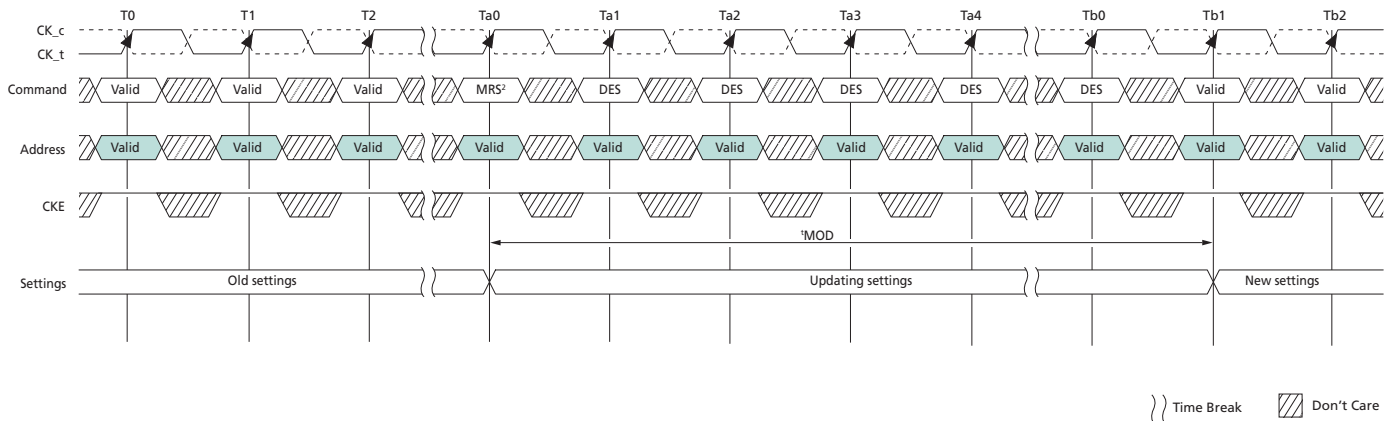 T0 T1 T2 Ta0 Ta1 Ta2 Ta3 Ta4 Tb0 Tb1 Tb2
CK_c
CK_t
Command Valid Valid Valid MRS² DES DES DES DES DES Valid Valid
Address Valid Valid Valid Valid Valid Valid Valid Valid Valid Valid Valid
CKE
ᵗMOD
Settings Old settings Updating settings New settings
Time Break Don't Care